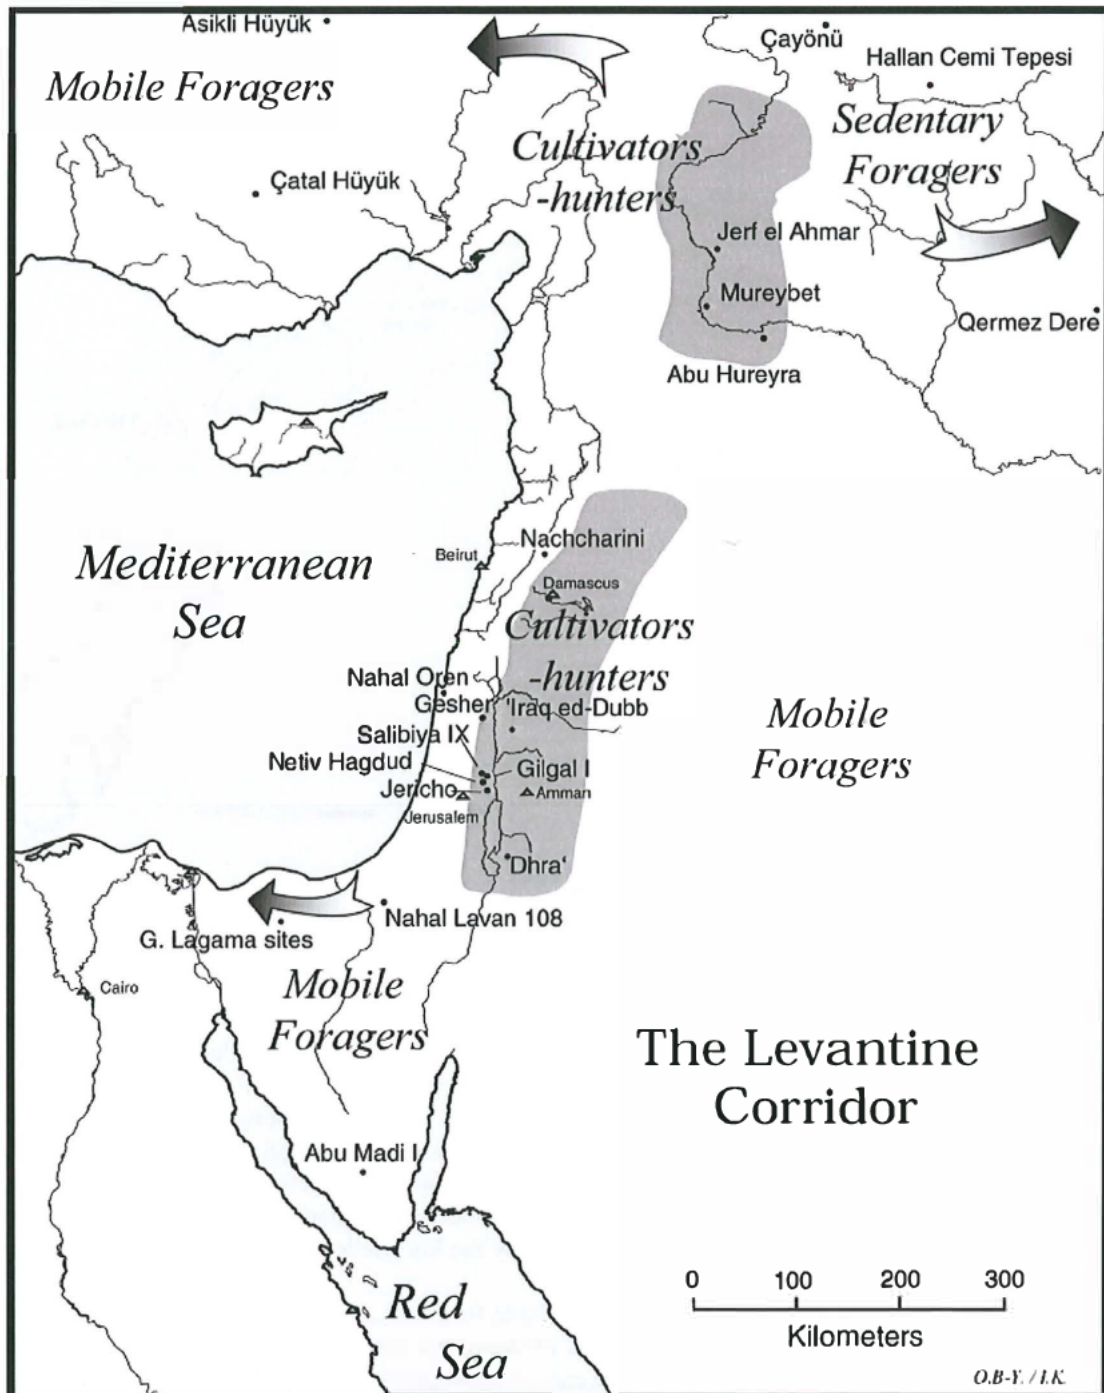 Asikli Hüyük
Mobile Foragers
Çayönü
Hallan Cemi Tepesi
Sedentary
Foragers
Cultivators
-hunters
Çatal Hüyük
Jerf el Ahmar
Mureybet
Qermez Dere
Abu Hureyra
Mediterranean
Sea
Nachcharini
Beirut
Damascus
Cultivators
-hunters
Nahal Oren
Gesher
'Iraq ed-Dubb
Salibiya IX
Netiv Hagdud
Gilgal I
Jericho
Amman
Jerusalem
Mobile
Foragers
'Dhra‘
Nahal Lavan 108
G. Lagama sites
Cairo
Mobile
Foragers
The Levantine
Corridor
Abu Madi I
Red
Sea
0 100 200 300
Kilometers
O.B-Y. / I.K.